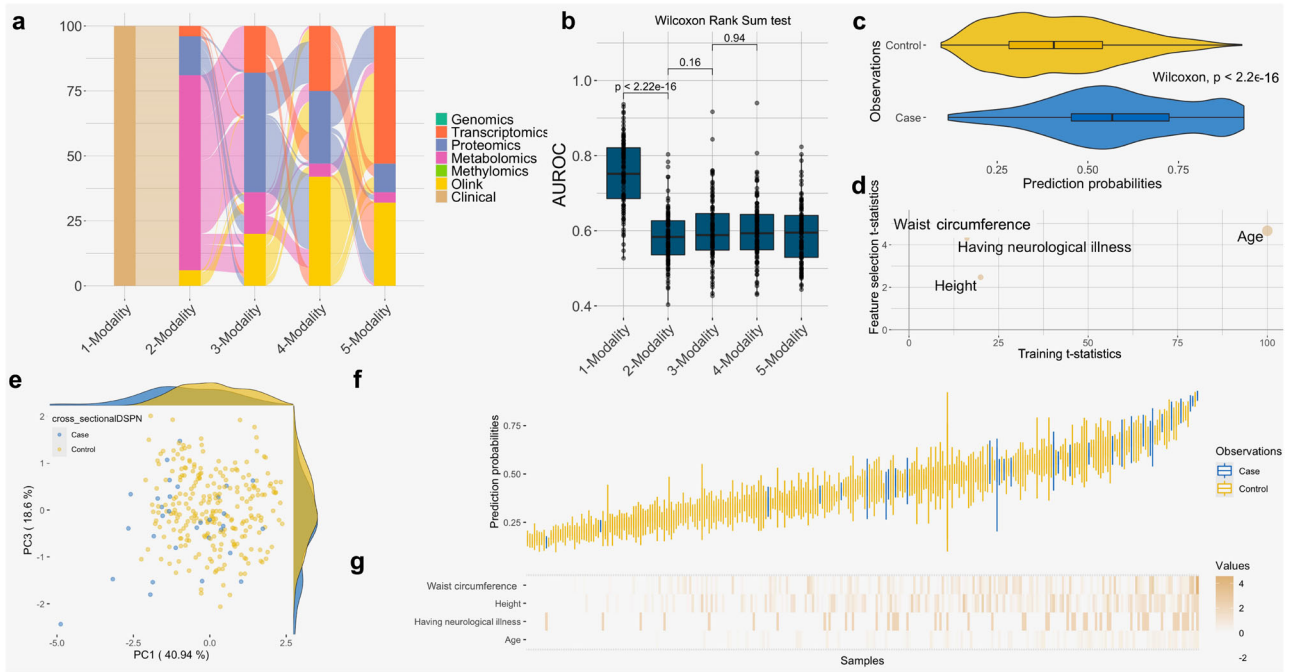 a
100
75
50
25
0
1-Modality
2-Modality
3-Modality
4-Modality
5-Modality
Genomics
Transcriptomics
Proteomics
Metabolomics
Methylomics
Olink
Clinical
b
Wilcoxon Rank Sum test
0.94
0.16
p < 2.22e-16
AUROC
1.0
0.8
0.6
0.4
1-Modality
2-Modality
3-Modality
4-Modality
5-Modality
c
Observations
Control
Case
Wilcoxon, p < 2.2e-16
0.25
0.50
0.75
Prediction probabilities
d
Feature selection t-statistics
4
2
0
Waist circumference
Having neurological illness
Age
Height
0
25
50
75
100
Training t-statistics
e
cross_sectionalDSPN
Case
Control
PC3 ( 18.6 %)
2
1
0
-1
-2
-5.0
-2.5
0.0
2.5
PC1 ( 40.94 %)
f
Prediction probabilities
0.75
0.50
0.25
Observations
Case
Control
g
Waist circumference
Height
Having neurological illness
Age
Samples
Values
4
2
0
-2